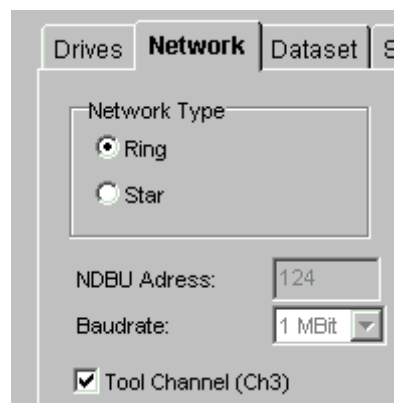 Drives Network Dataset
Network Type
Ring
Star
NDBU Adress: 124
Baudrate: 1 MBit
Tool Channel (Ch3)